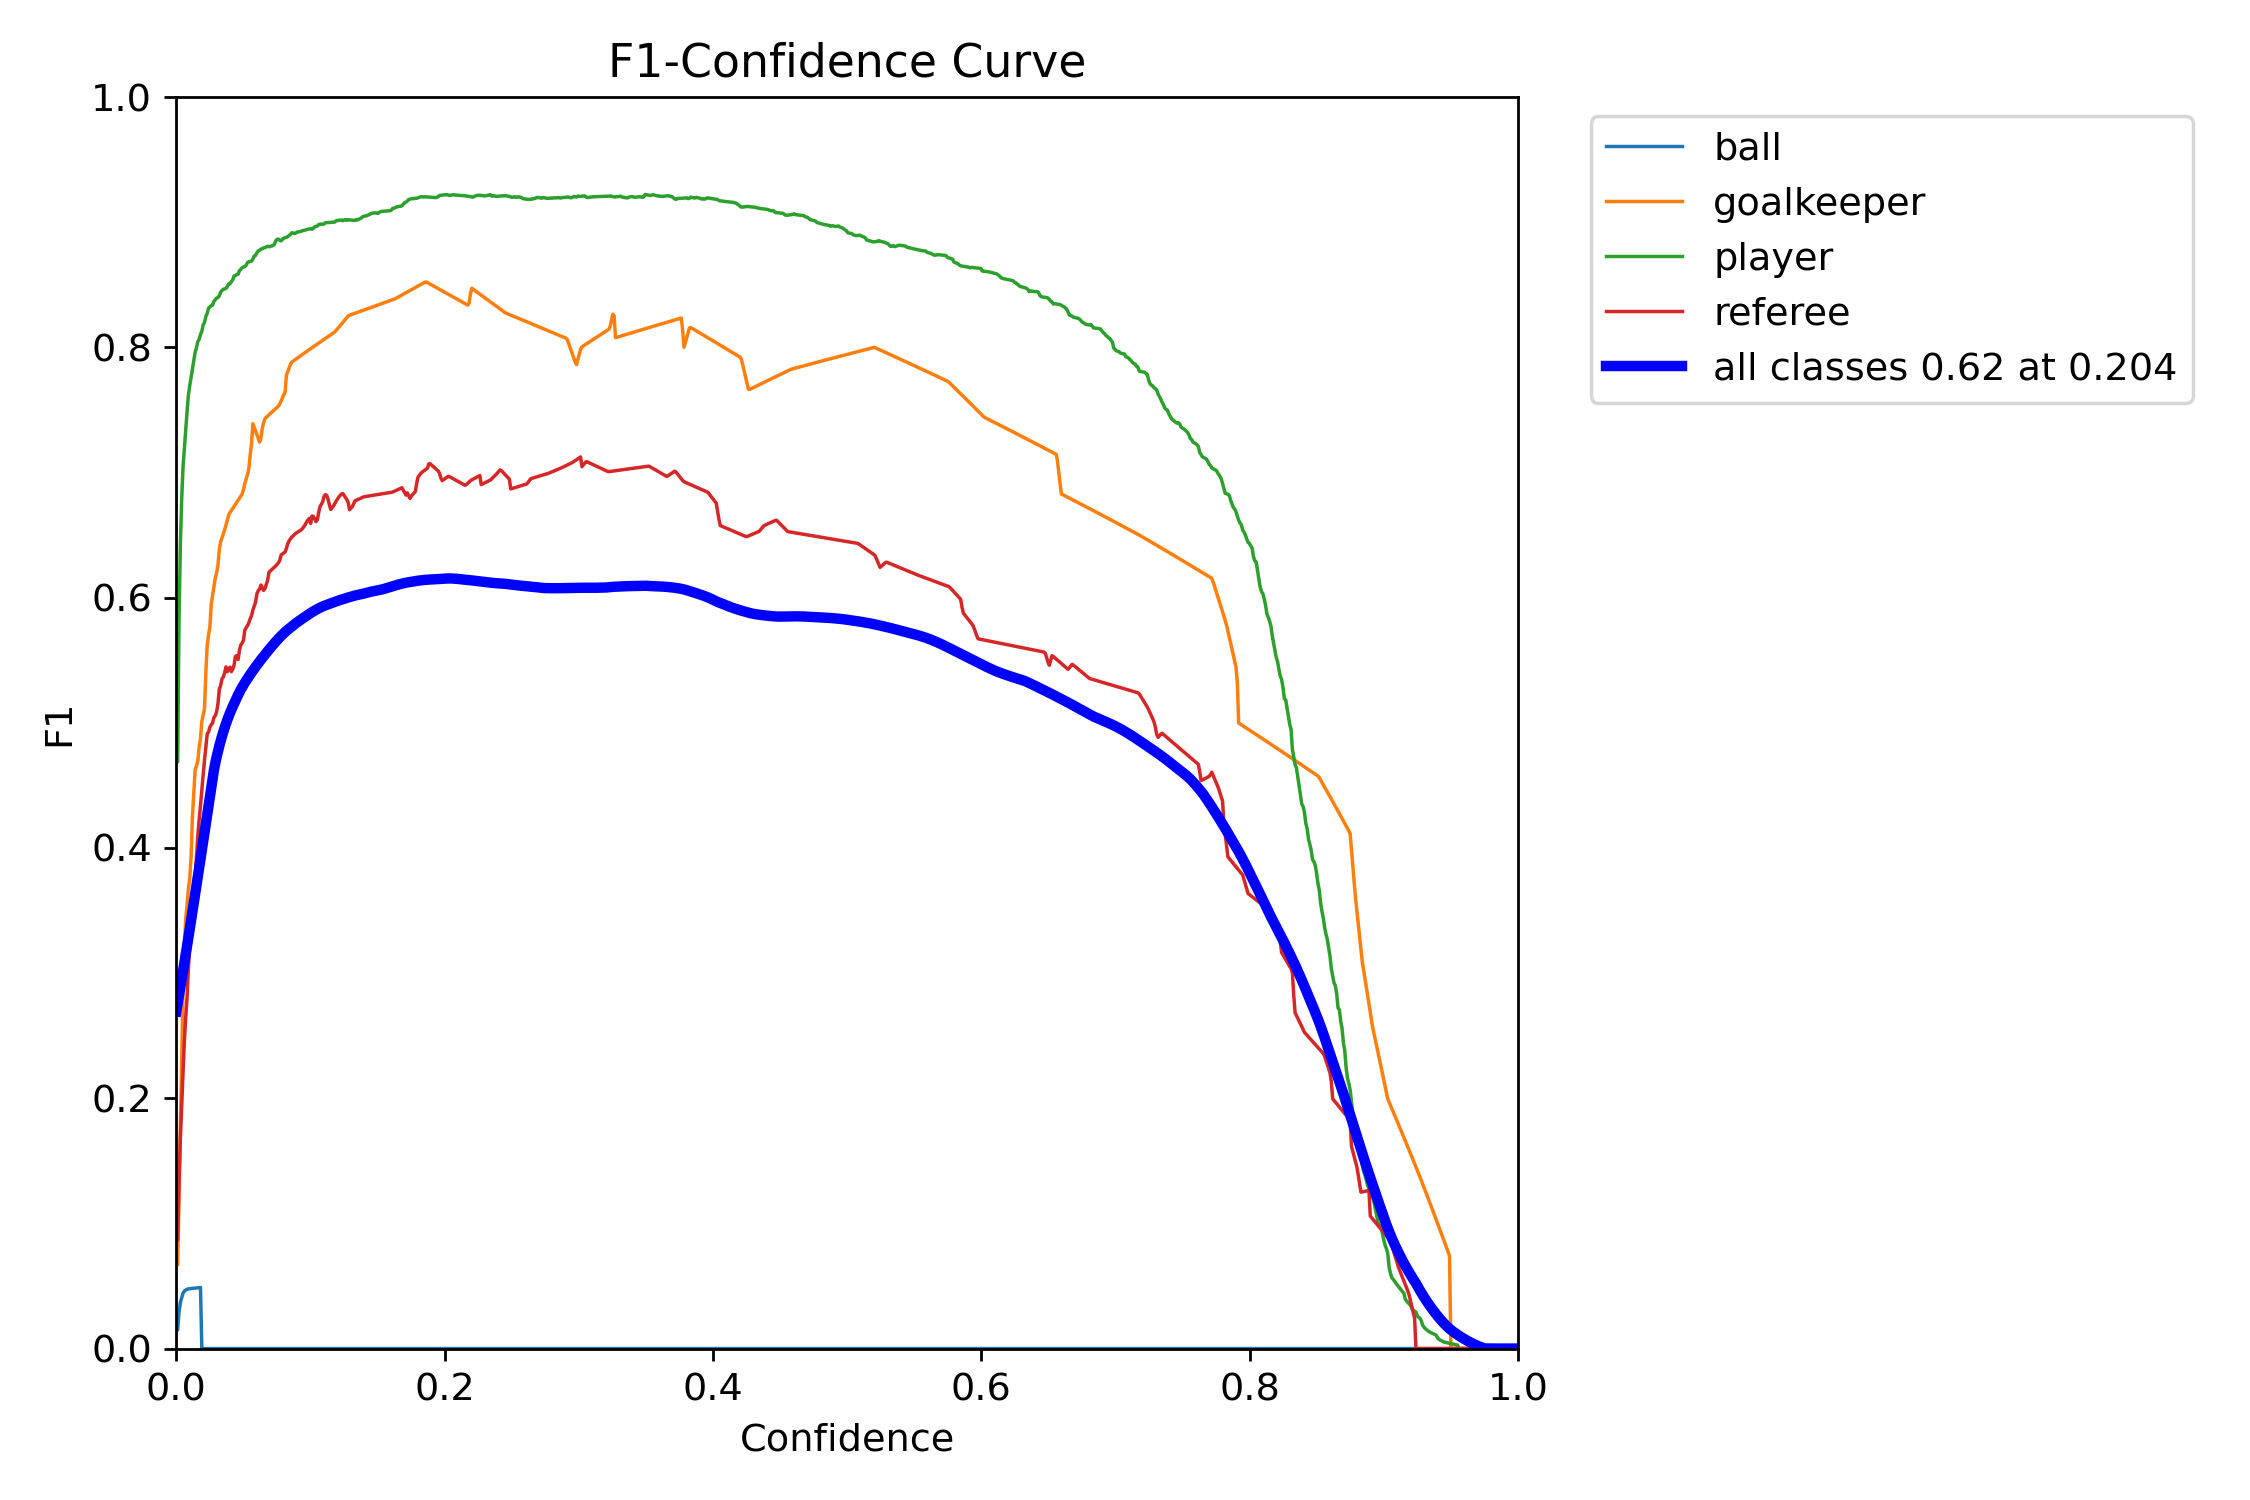 F1-Confidence Curve
1.0
0.8
0.6
0.4
0.2
0.0
F1
0.0 0.2 0.4 0.6 0.8 1.0
Confidence
ball
goalkeeper
player
referee
all classes 0.62 at 0.204